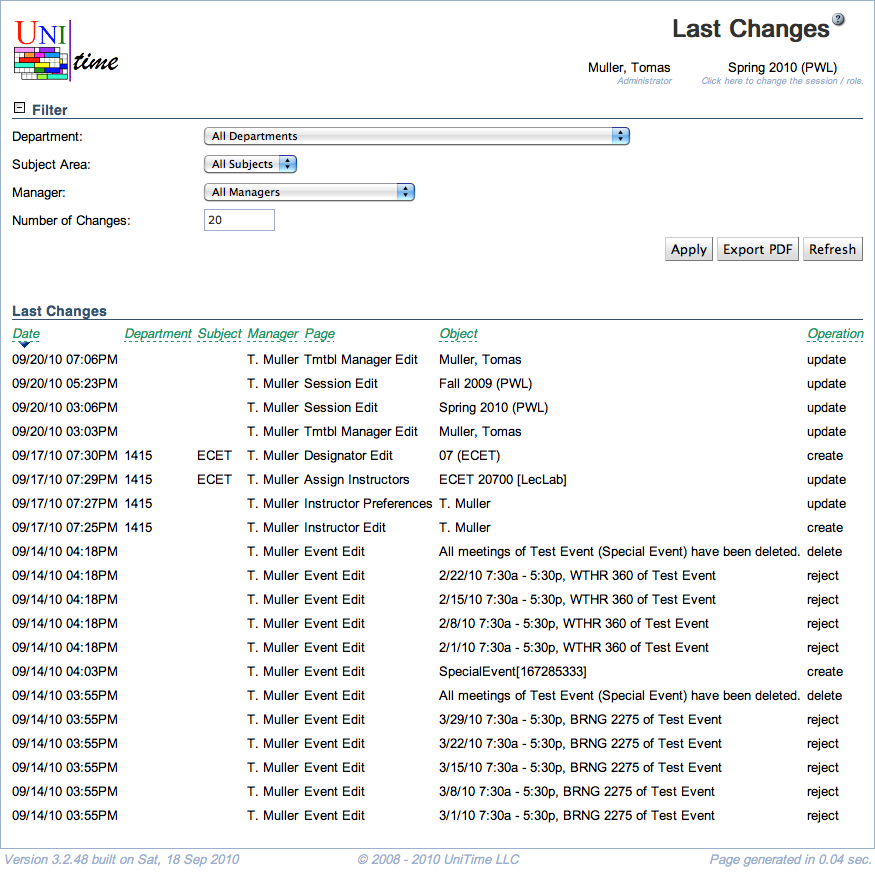 UNI time
Last Changes ?
Muller, Tomas Spring 2010 (PWL)
Administrator Click here to change the session / role.
Filter
Department: All Departments
Subject Area: All Subjects
Manager: All Managers
Number of Changes: 20
Apply Export PDF Refresh
Last Changes
Date Department Subject Manager Page Object Operation
09/20/10 07:06PM T. Muller Tmtbl Manager Edit Muller, Tomas update
09/20/10 05:23PM T. Muller Session Edit Fall 2009 (PWL) update
09/20/10 03:06PM T. Muller Session Edit Spring 2010 (PWL) update
09/20/10 03:03PM T. Muller Tmtbl Manager Edit Muller, Tomas update
09/17/10 07:30PM 1415 ECET T. Muller Designator Edit 07 (ECET) create
09/17/10 07:29PM 1415 ECET T. Muller Assign Instructors ECET 20700 [LecLab] update
09/17/10 07:27PM 1415 T. Muller Instructor Preferences T. Muller update
09/17/10 07:25PM 1415 T. Muller Instructor Edit T. Muller create
09/14/10 04:18PM T. Muller Event Edit All meetings of Test Event (Special Event) have been deleted. delete
09/14/10 04:18PM T. Muller Event Edit 2/22/10 7:30a - 5:30p, WTHR 360 of Test Event reject
09/14/10 04:18PM T. Muller Event Edit 2/15/10 7:30a - 5:30p, WTHR 360 of Test Event reject
09/14/10 04:18PM T. Muller Event Edit 2/8/10 7:30a - 5:30p, WTHR 360 of Test Event reject
09/14/10 04:18PM T. Muller Event Edit 2/1/10 7:30a - 5:30p, WTHR 360 of Test Event reject
09/14/10 04:03PM T. Muller Event Edit SpecialEvent[167285333] create
09/14/10 03:55PM T. Muller Event Edit All meetings of Test Event (Special Event) have been deleted. delete
09/14/10 03:55PM T. Muller Event Edit 3/29/10 7:30a - 5:30p, BRNG 2275 of Test Event reject
09/14/10 03:55PM T. Muller Event Edit 3/22/10 7:30a - 5:30p, BRNG 2275 of Test Event reject
09/14/10 03:55PM T. Muller Event Edit 3/15/10 7:30a - 5:30p, BRNG 2275 of Test Event reject
09/14/10 03:55PM T. Muller Event Edit 3/8/10 7:30a - 5:30p, BRNG 2275 of Test Event reject
09/14/10 03:55PM T. Muller Event Edit 3/1/10 7:30a - 5:30p, BRNG 2275 of Test Event reject
Version 3.2.48 built on Sat, 18 Sep 2010 © 2008 - 2010 UniTime LLC Page generated in 0.04 sec.